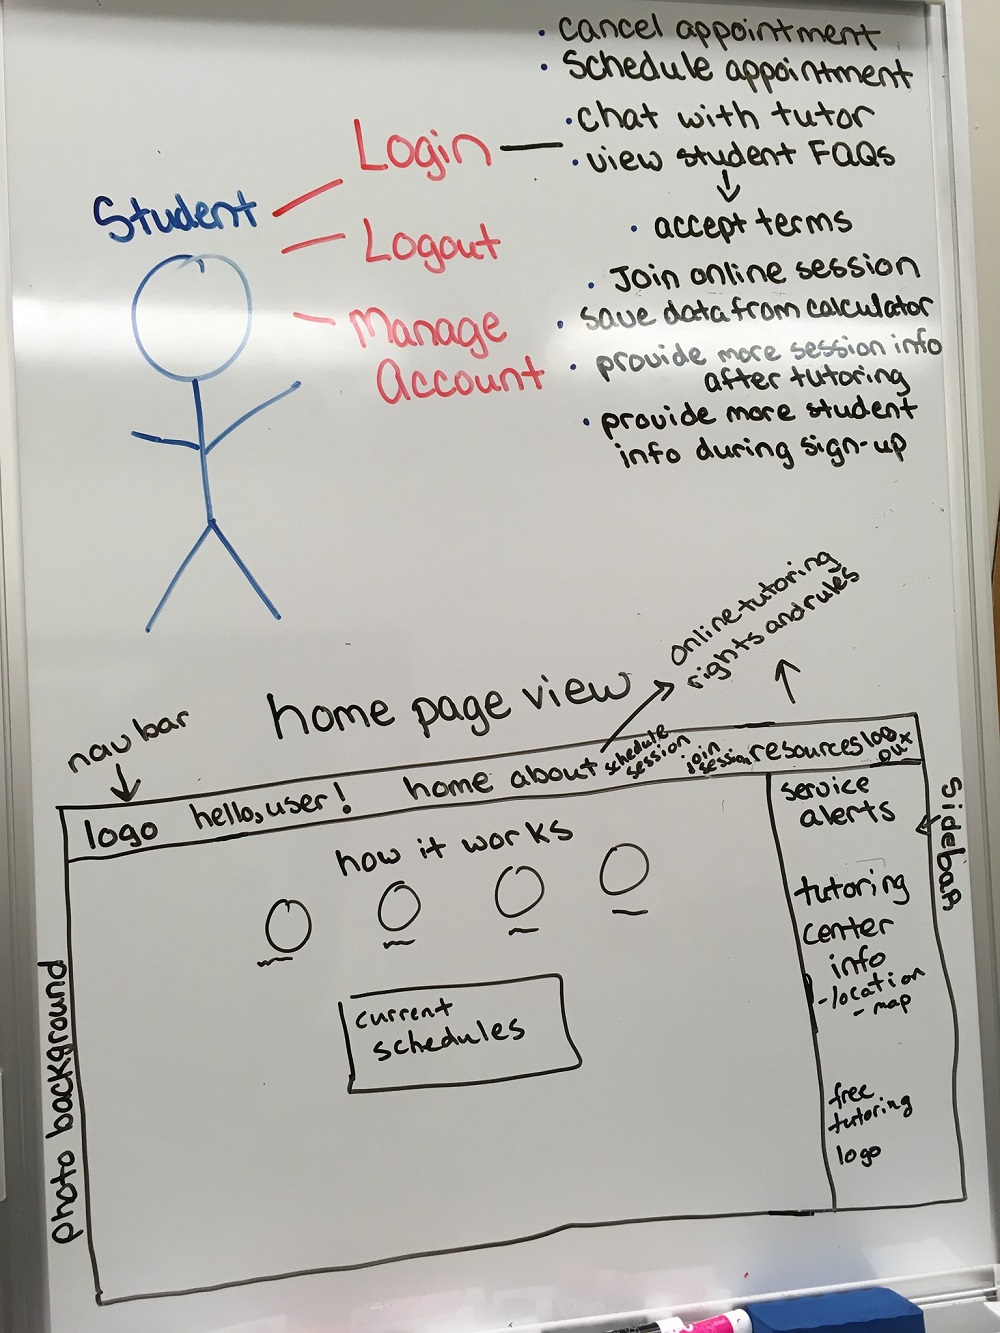 • cancel appointment
• Schedule appointment
• chat with tutor
• view student FAQs
• accept terms
• Join online session
• save data from calculator
• provide more session info
after tutoring
• provide more student
info during sign-up
Login
Student
Logout
Manage
Account
online tutoring
rights and rules
home page view
nav bar
logo
hello, user!
home
about
schedule
session
join
session
resources
log
out
how it works
current
schedules
service
alerts
tutoring
center
info
-location
-map
free
tutoring
logo
Sidebar
photo background